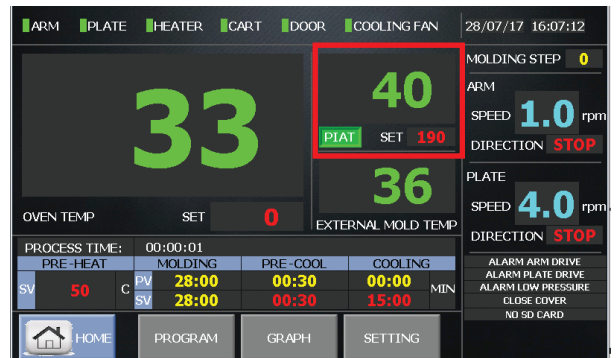 ARM PLATE HEATER CART DOOR COOLING FAN 28/07/17 16:07:12
MOLDING STEP 0
33
40
PIAT SET 190
ARM
SPEED 1.0 rpm
DIRECTION STOP
36
EXTERNAL MOLD TEMP
OVEN TEMP SET 0
PLATE
SPEED 4.0 rpm
DIRECTION STOP
PROCESS TIME: 00:00:01
PRE-HEAT MOLDING PRE-COOL COOLING
SV 50 C PV 28:00 00:30 00:00 MIN
SV 28:00 00:30 15:00
ALARM ARM DRIVE
ALARM PLATE DRIVE
ALARM LOW PRESSURE
CLOSE COVER
NO SD CARD
HOME PROGRAM GRAPH SETTING